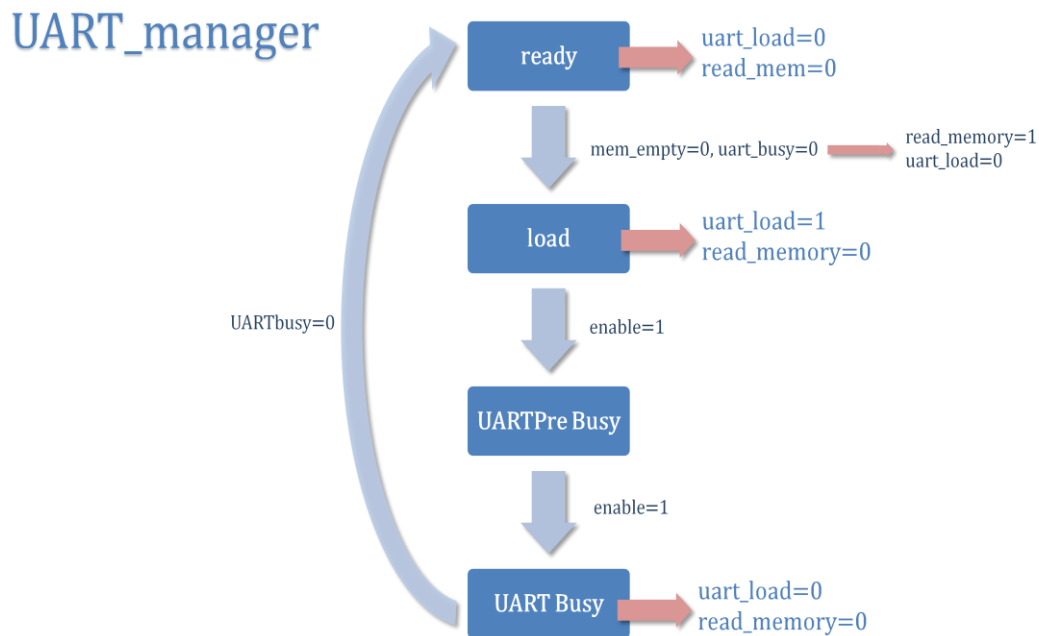 UART_manager
ready
uart_load=0
read_mem=0
mem_empty=0, uart_busy=0
read_memory=1
uart_load=0
load
uart_load=1
read_memory=0
UARTbusy=0
enable=1
UARTPre Busy
enable=1
UART Busy
uart_load=0
read_memory=0